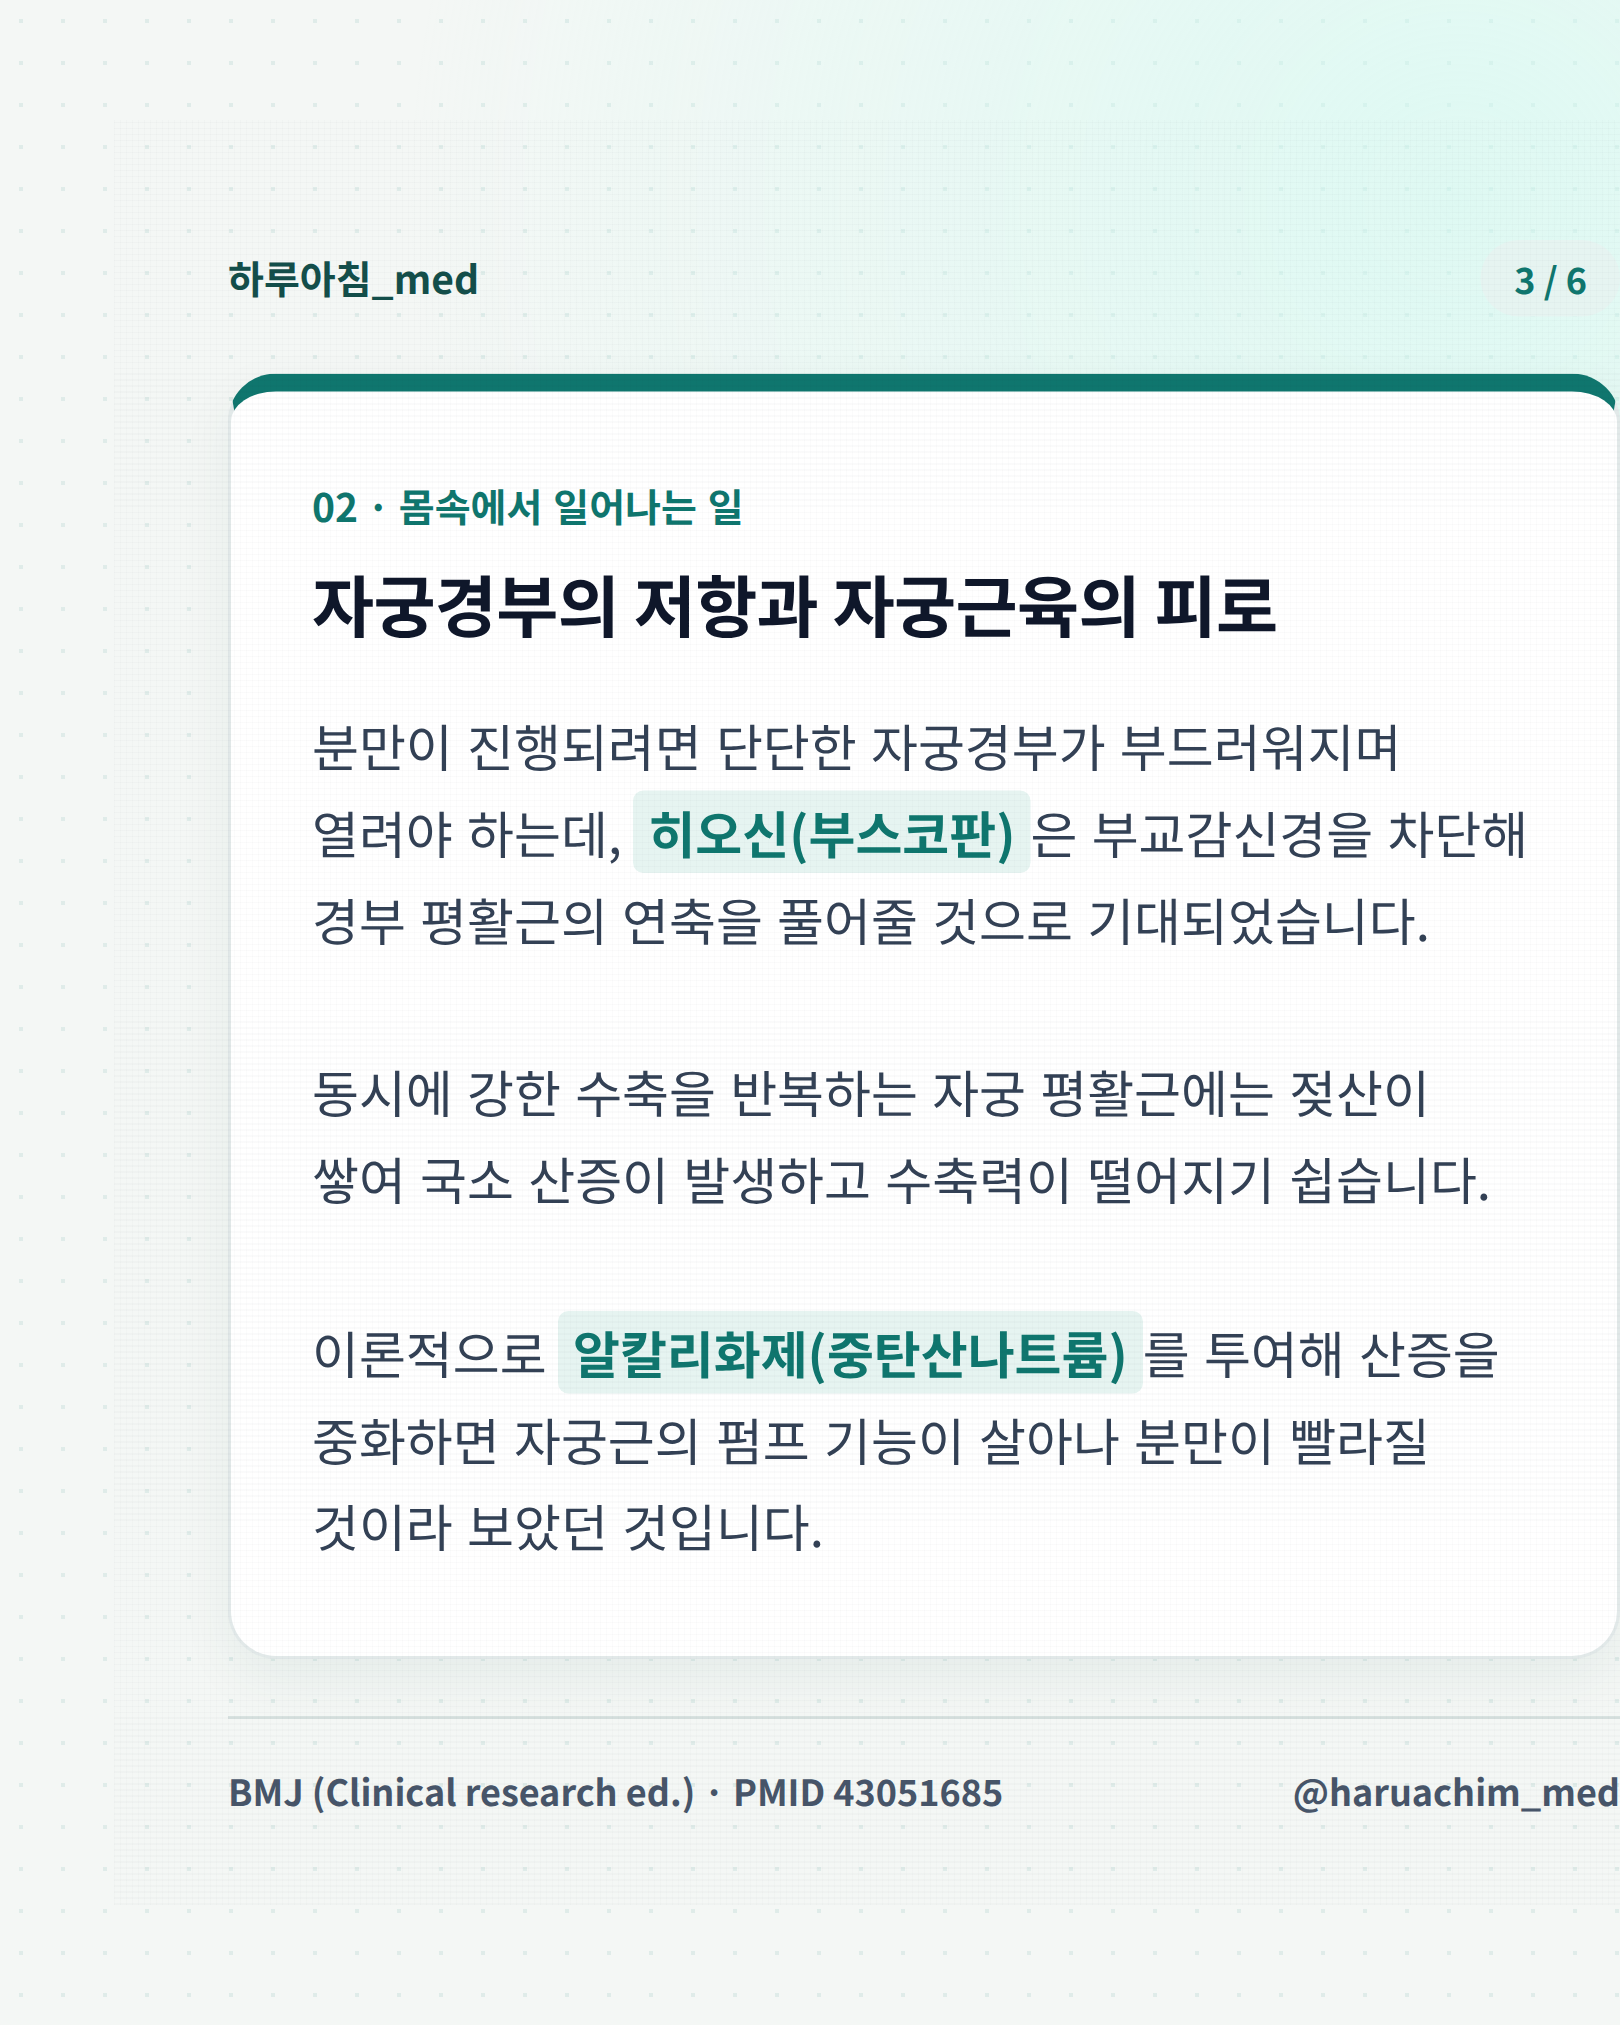 하루아침_med
3 / 6
02 · 몸속에서 일어나는 일
자궁경부의 저항과 자궁근육의 피로
분만이 진행되려면 단단한 자궁경부가 부드러워지며
열려야 하는데, 히오신(부스코판)은 부교감신경을 차단해
경부 평활근의 연축을 풀어줄 것으로 기대되었습니다.
동시에 강한 수축을 반복하는 자궁 평활근에는 젖산이
쌓여 국소 산증이 발생하고 수축력이 떨어지기 쉽습니다.
이론적으로 알칼리화제(중탄산나트륨)를 투여해 산증을
중화하면 자궁근의 펌프 기능이 살아나 분만이 빨라질
것이라 보았던 것입니다.
BMJ (Clinical research ed.) · PMID 43051685
@haruachim_med